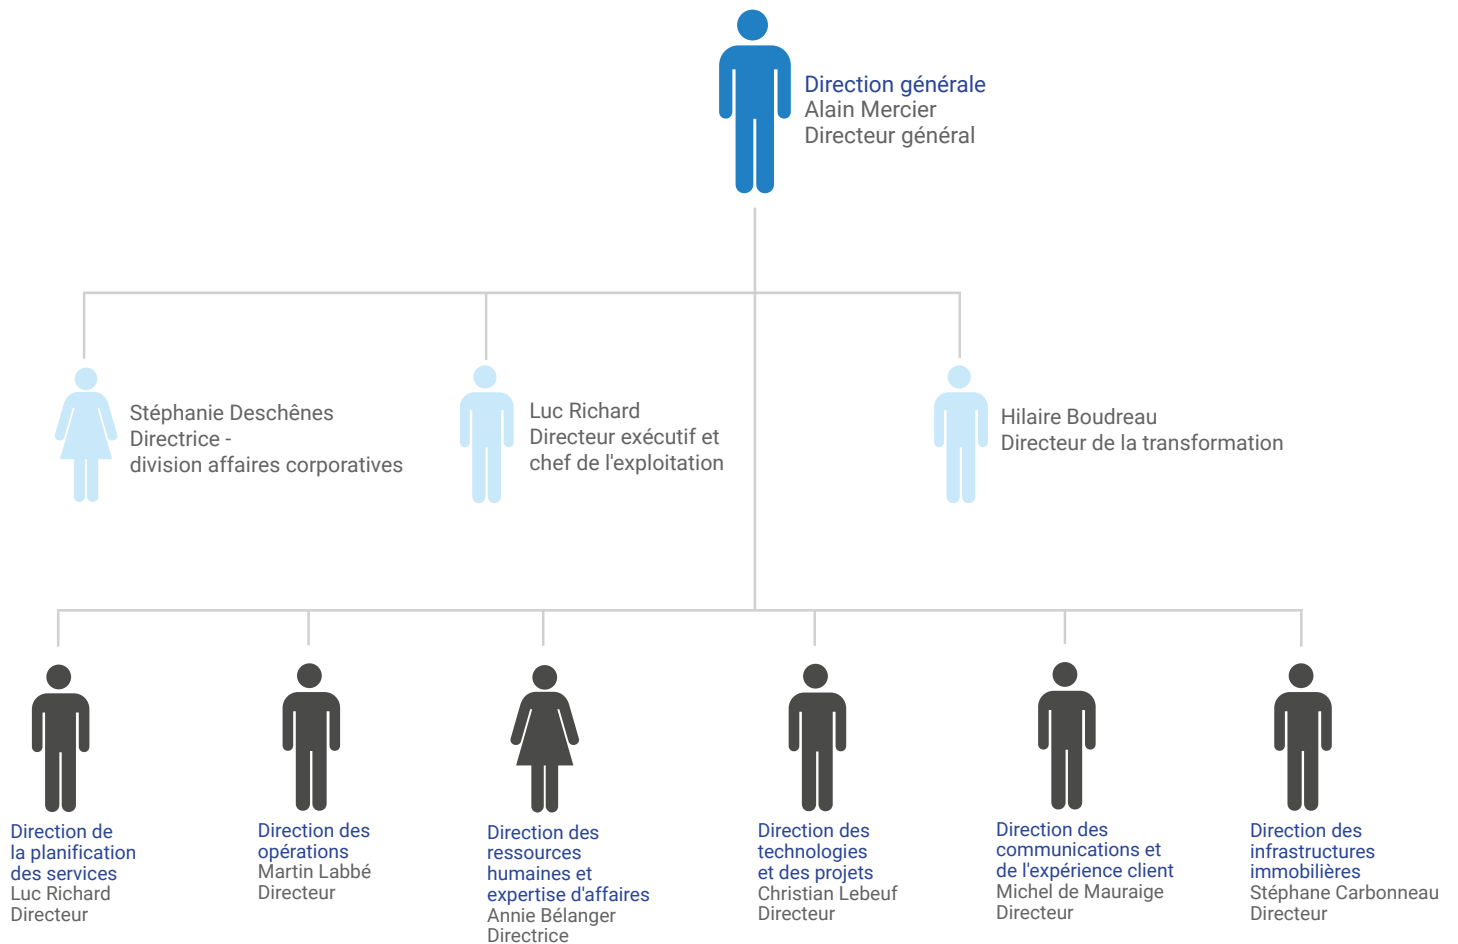 Direction générale
Alain Mercier
Directeur général
Stéphanie Deschênes
Directrice -
division affaires corporatives
Luc Richard
Directeur exécutif et
chef de l'exploitation
Hilaire Boudreau
Directeur de la transformation
Direction de
la planification
des services
Luc Richard
Directeur
Direction des
opérations
Martin Labbé
Directeur
Direction des
ressources
humaines et
expertise d'affaires
Annie Bélanger
Directrice
Direction des
technologies
et des projets
Christian Lebeuf
Directeur
Direction des
communications et
de l'expérience client
Michel de Mauraige
Directeur
Direction des
infrastructures
immobilières
Stéphane Carbonneau
Directeur